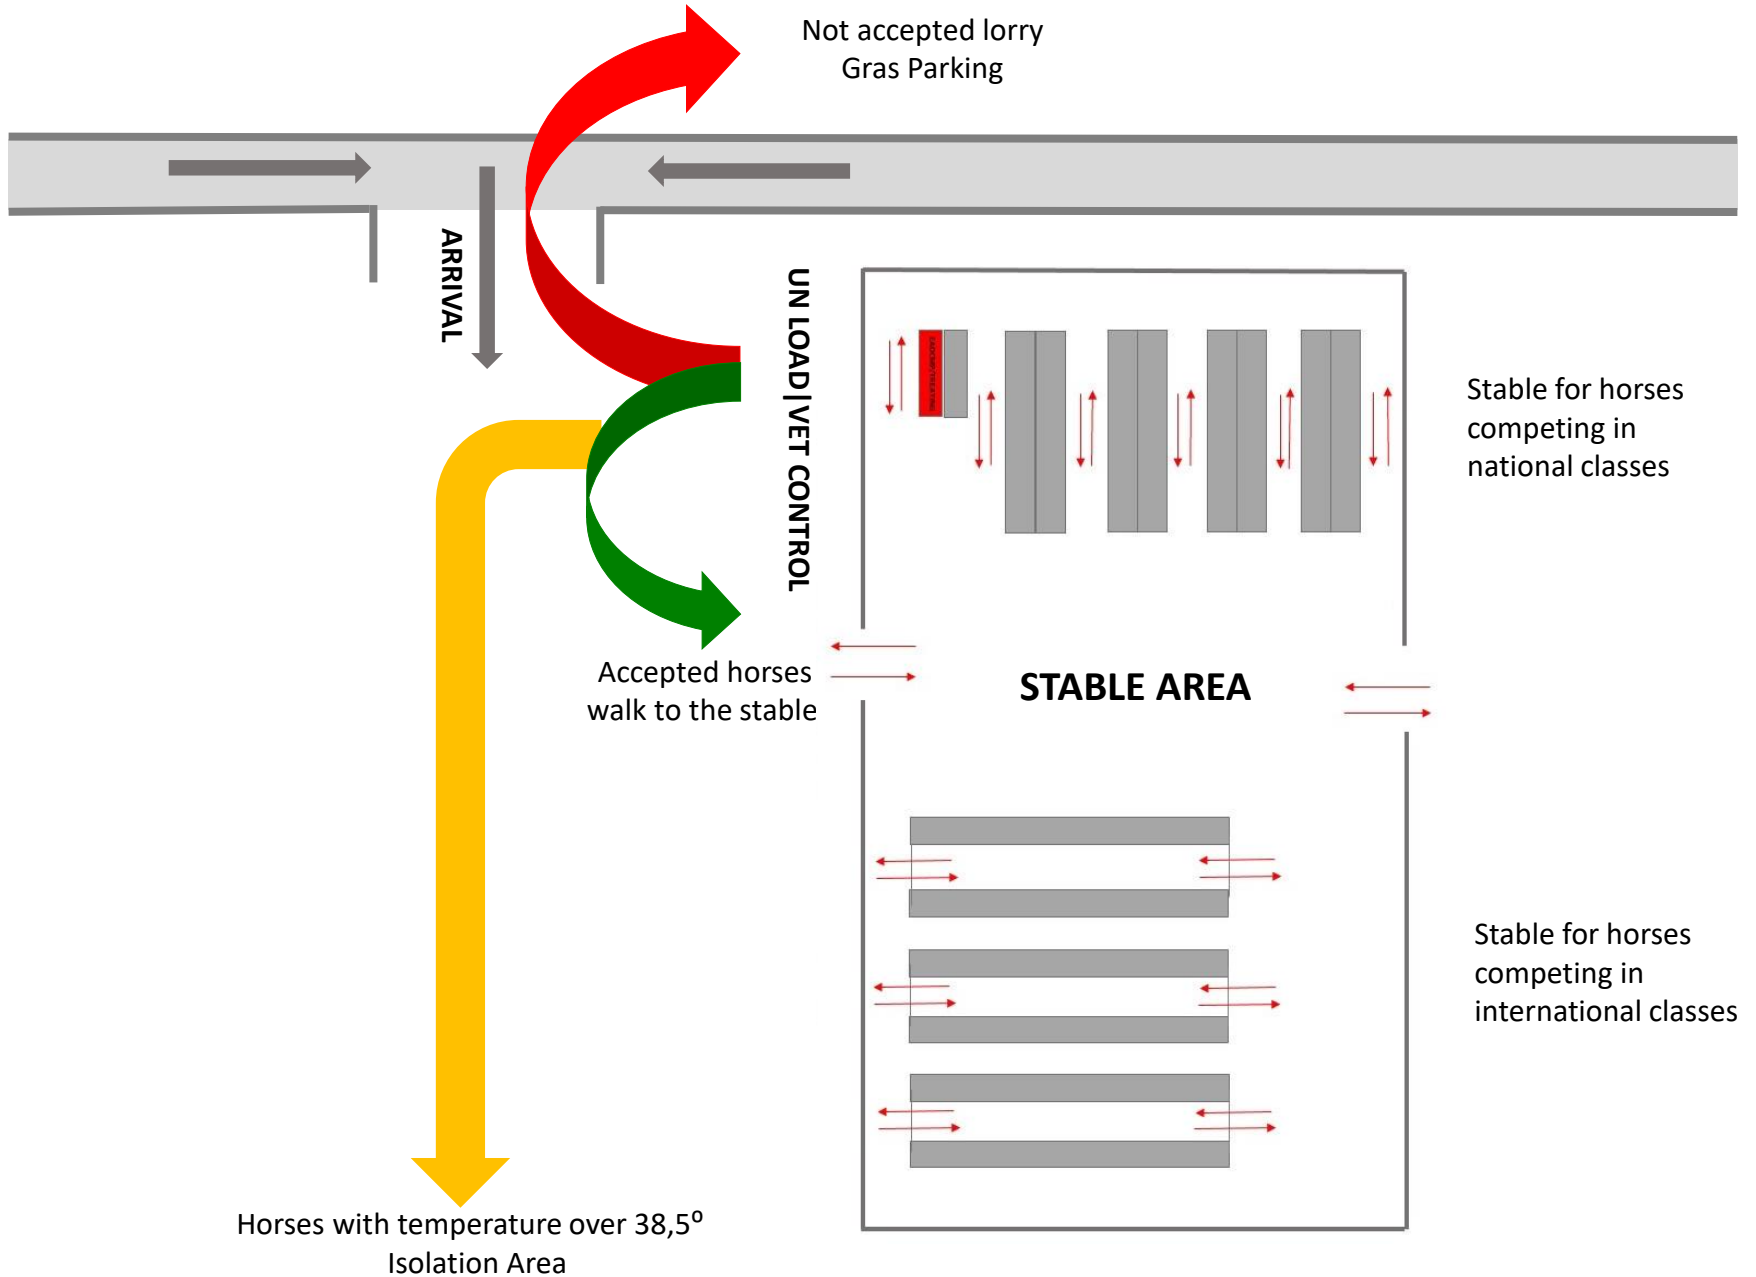 Not accepted lorry
Gras Parking
ARRIVAL
UN LOAD|VET CONTROL
Stable for horses
competing in
national classes
Accepted horses
walk to the stable
STABLE AREA
Stable for horses
competing in
international classes
Horses with temperature over 38,5⁰
Isolation Area